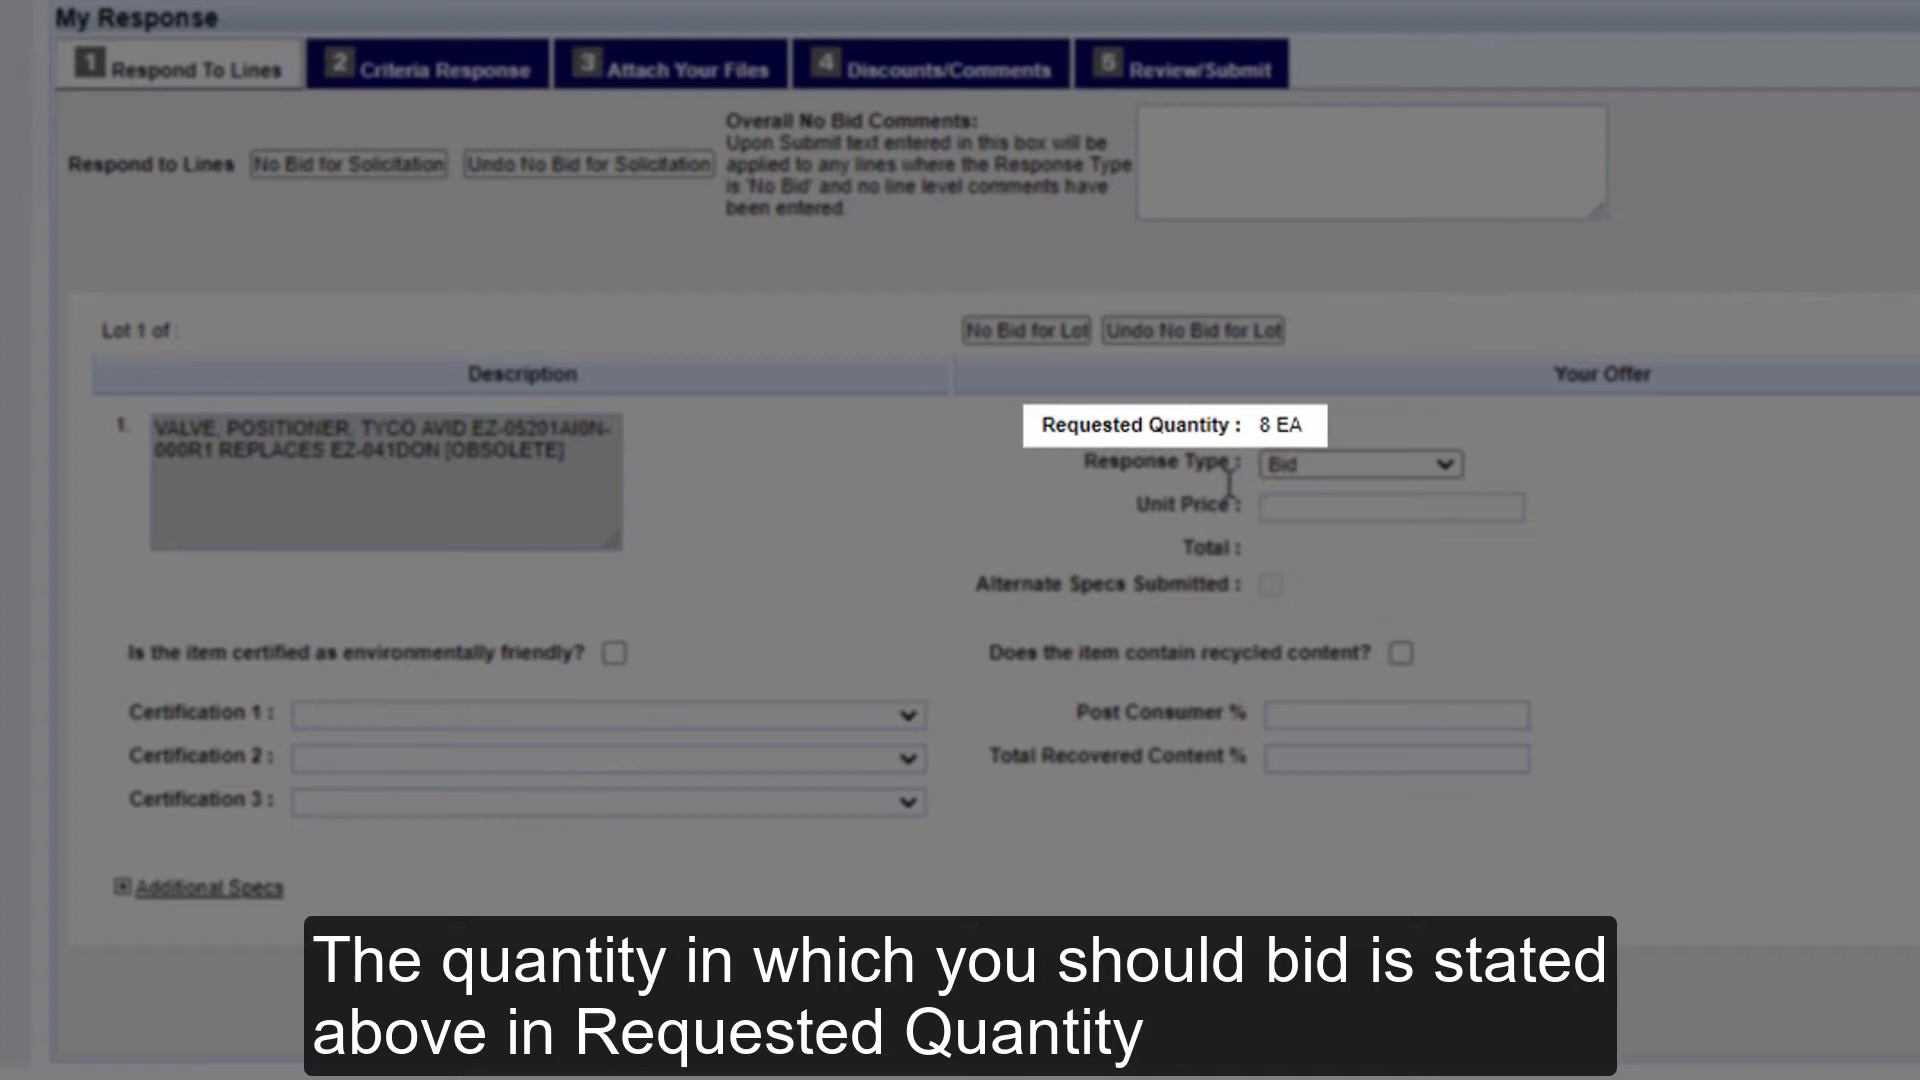 My Response
1 Respond To Lines 2 Criteria Response 3 Attach Your Files 4 Discounts/Comments 5 Review/Submit
Respond to Lines No Bid for Solicitation Undo No Bid for Solicitation
Overall No Bid Comments:
Upon Submit text entered in this box will be
applied to any lines where the Response Type
is 'No Bid' and no line level comments have
been entered.
Lot 1 of
No Bid for Lot Undo No Bid for Lot
Description Your Offer
1. VALVE, POSITIONER, TYCO AVID EZ-05201AI0N-
000R1 REPLACES EZ-041DON [OBSOLETE]
Requested Quantity : 8 EA
Response Type : Bid
Unit Price :
Total :
Alternate Specs Submitted :
Is the item certified as environmentally friendly? Does the item contain recycled content?
Certification 1 : Post Consumer %
Certification 2 : Total Recovered Content %
Certification 3 :
Additional Specs
The quantity in which you should bid is stated
above in Requested Quantity